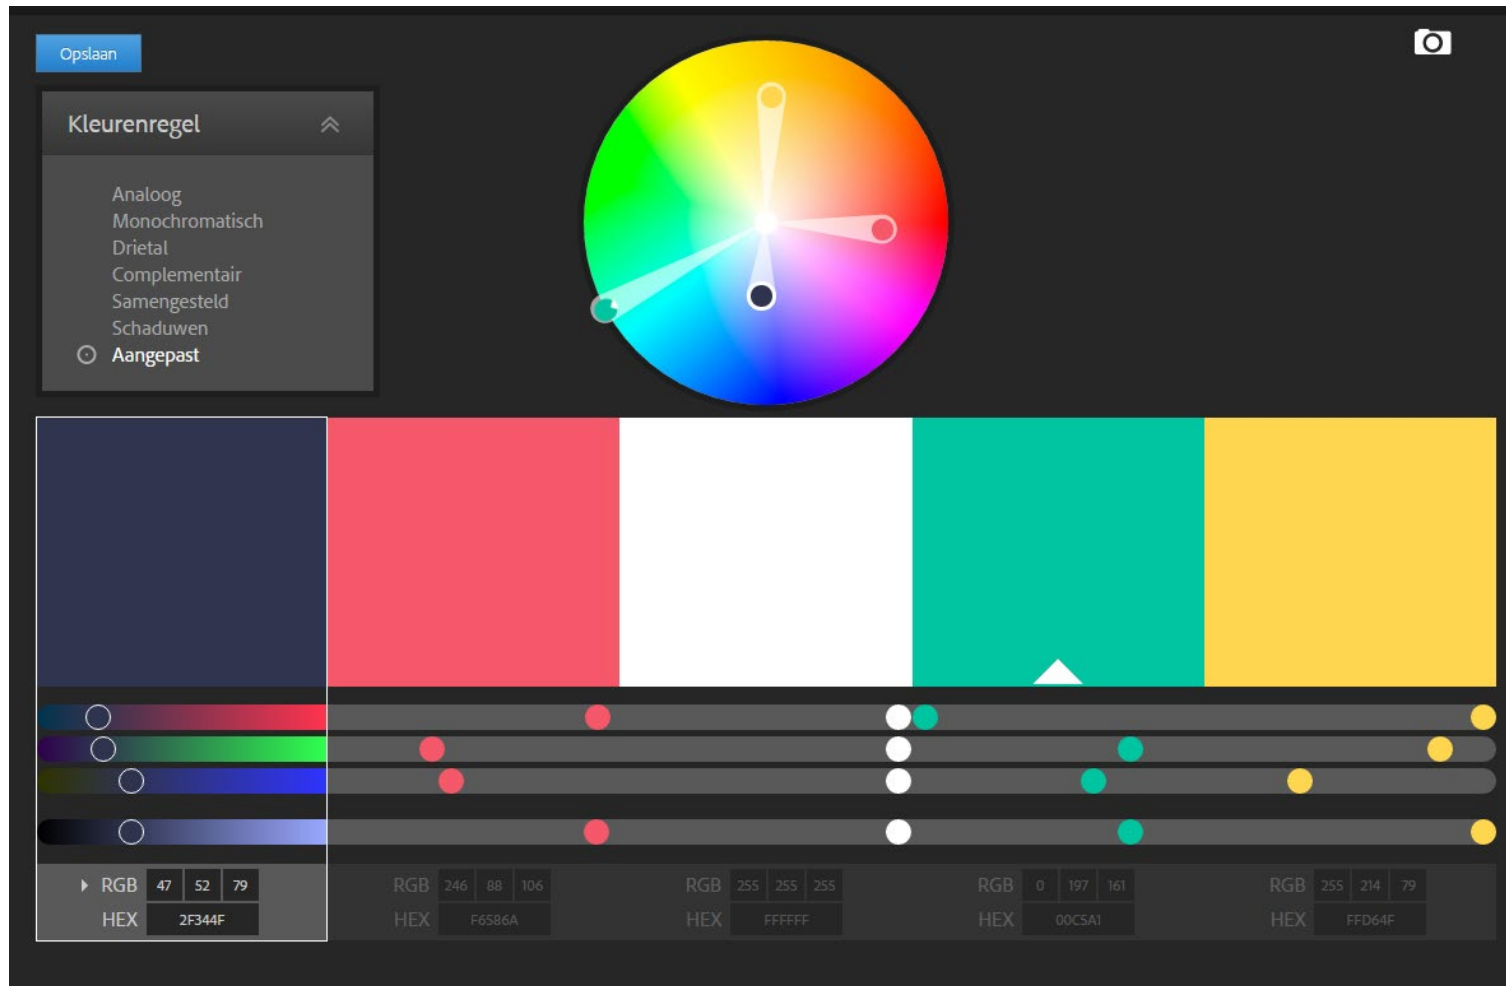 Opslaan
Kleurenregel
Analoog
Monochromatisch
Drietal
Complementair
Samengesteld
Schaduwen
Aangepast
RGB 47 52 79 RGB 246 88 106 RGB 255 255 255 RGB 0 197 161 RGB 255 214 79
HEX 2F344F HEX F6586A HEX FFFFFF HEX 00C5A1 HEX FFD64F